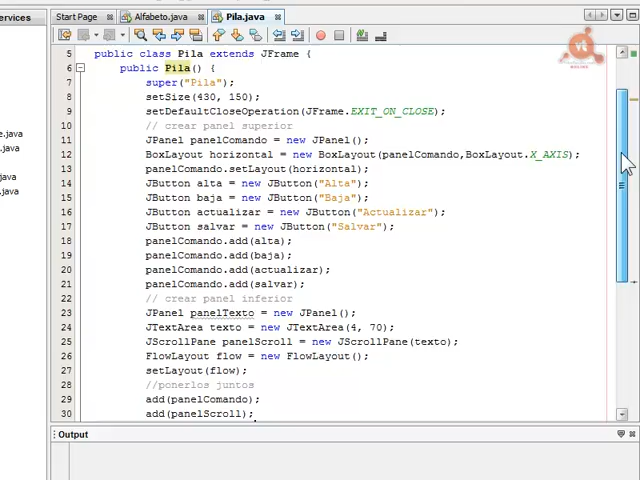 ervices
Start Page
Alfabeto.java
Pila.java
e.java
.java
.java
.java
5 public class Pila extends JFrame {
6 public Pila() {
7 super("Pila");
8 setSize(430, 150);
9 setDefaultCloseOperation(JFrame.EXIT_ON_CLOSE);
10 // crear panel superior
11 JPanel panelComando = new JPanel();
12 BoxLayout horizontal = new BoxLayout(panelComando,BoxLayout.X_AXIS);
13 panelComando.setLayout(horizontal);
14 JButton alta = new JButton("Alta");
15 JButton baja = new JButton("Baja");
16 JButton actualizar = new JButton("Actualizar");
17 JButton salvar = new JButton("Salvar");
18 panelComando.add(alta);
19 panelComando.add(baja);
20 panelComando.add(actualizar);
21 panelComando.add(salvar);
22 // crear panel inferior
23 JPanel panelTexto = new JPanel();
24 JTextArea texto = new JTextArea(4, 70);
25 JScrollPane panelScroll = new JScrollPane(texto);
26 FlowLayout flow = new FlowLayout();
27 setLayout(flow);
28 //ponerlos juntos
29 add(panelComando);
30 add(panelScroll);
Output